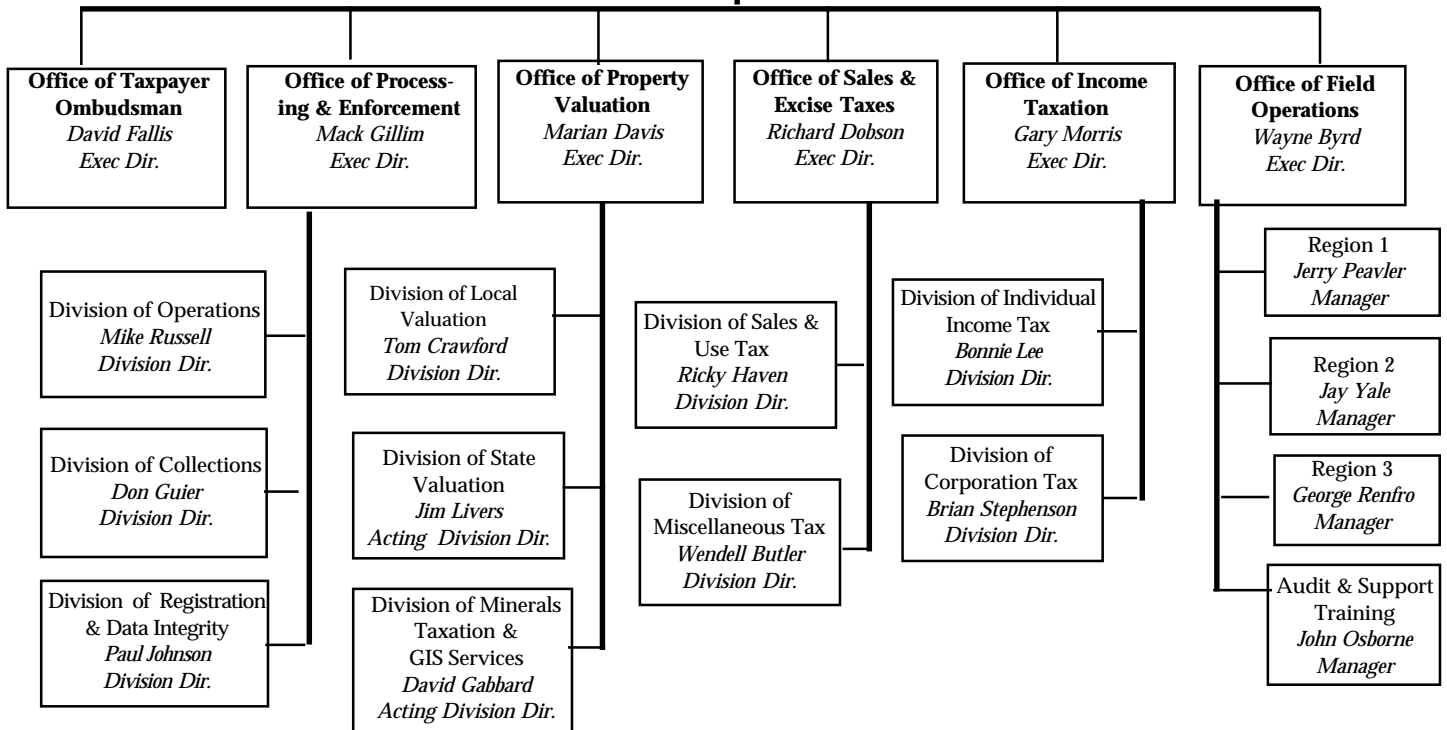 Office of Taxpayer
Ombudsman
David Fallis
Exec Dir.
Office of Process-
ing & Enforcement
Mack Gillim
Exec Dir.
Office of Property
Valuation
Marian Davis
Exec Dir.
Office of Sales &
Excise Taxes
Richard Dobson
Exec Dir.
Office of Income
Taxation
Gary Morris
Exec Dir.
Office of Field
Operations
Wayne Byrd
Exec Dir.
Division of Operations
Mike Russell
Division Dir.
Division of Collections
Don Guier
Division Dir.
Division of Registration
& Data Integrity
Paul Johnson
Division Dir.
Division of Local
Valuation
Tom Crawford
Division Dir.
Division of State
Valuation
Jim Livers
Acting Division Dir.
Division of Minerals
Taxation &
GIS Services
David Gabbard
Acting Division Dir.
Division of Sales &
Use Tax
Ricky Haven
Division Dir.
Division of
Miscellaneous Tax
Wendell Butler
Division Dir.
Division of Individual
Income Tax
Bonnie Lee
Division Dir.
Division of
Corporation Tax
Brian Stephenson
Division Dir.
Region 1
Jerry Peavler
Manager
Region 2
Jay Yale
Manager
Region 3
George Renfro
Manager
Audit & Support
Training
John Osborne
Manager